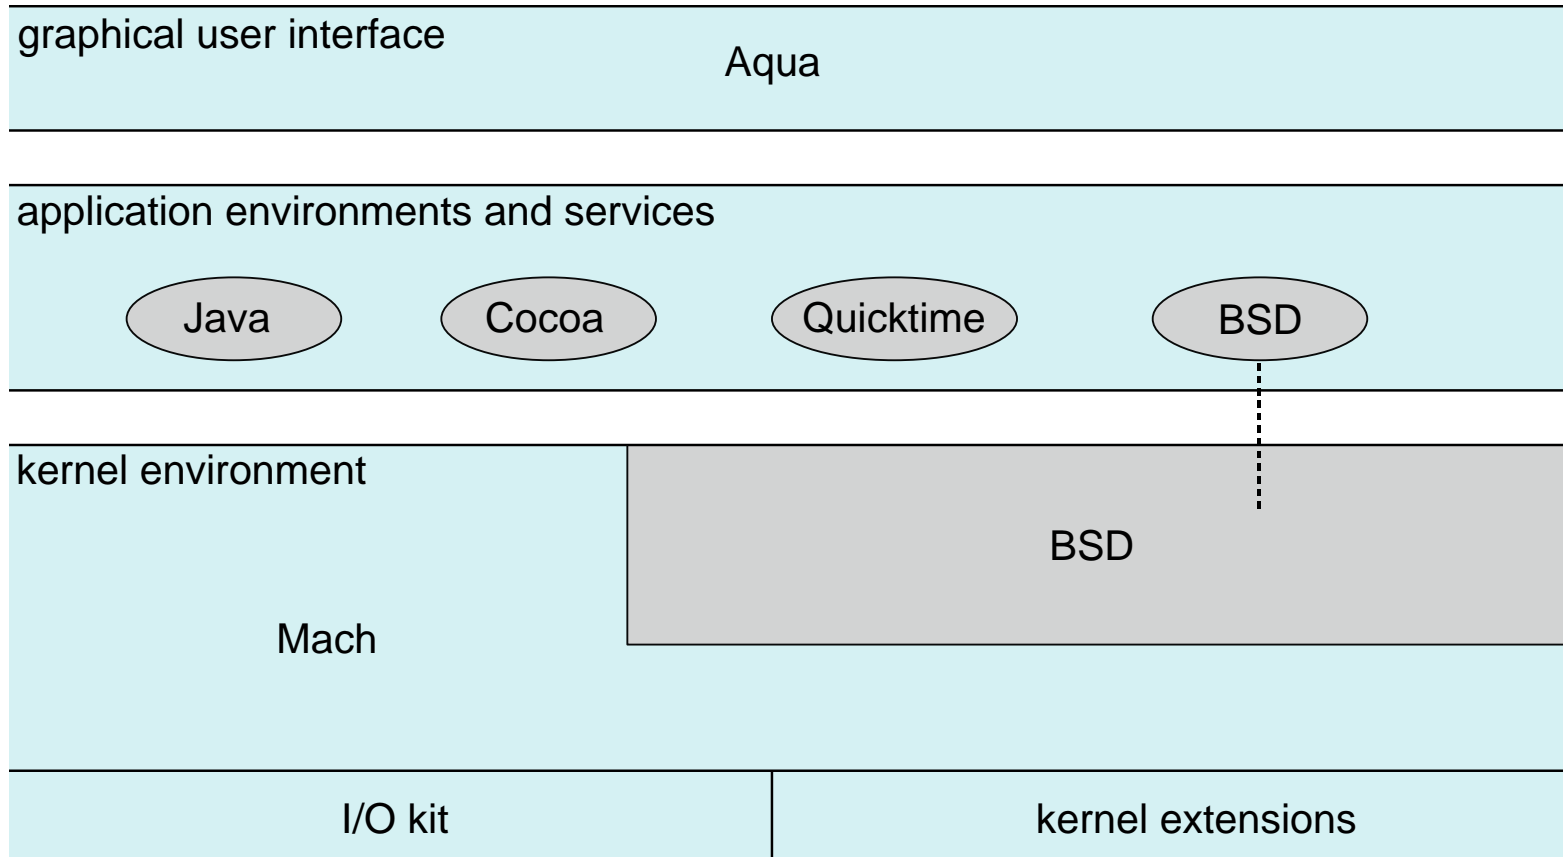 graphical user interface
Aqua
application environments and services
Java
Cocoa
Quicktime
BSD
kernel environment
BSD
Mach
I/O kit
kernel extensions